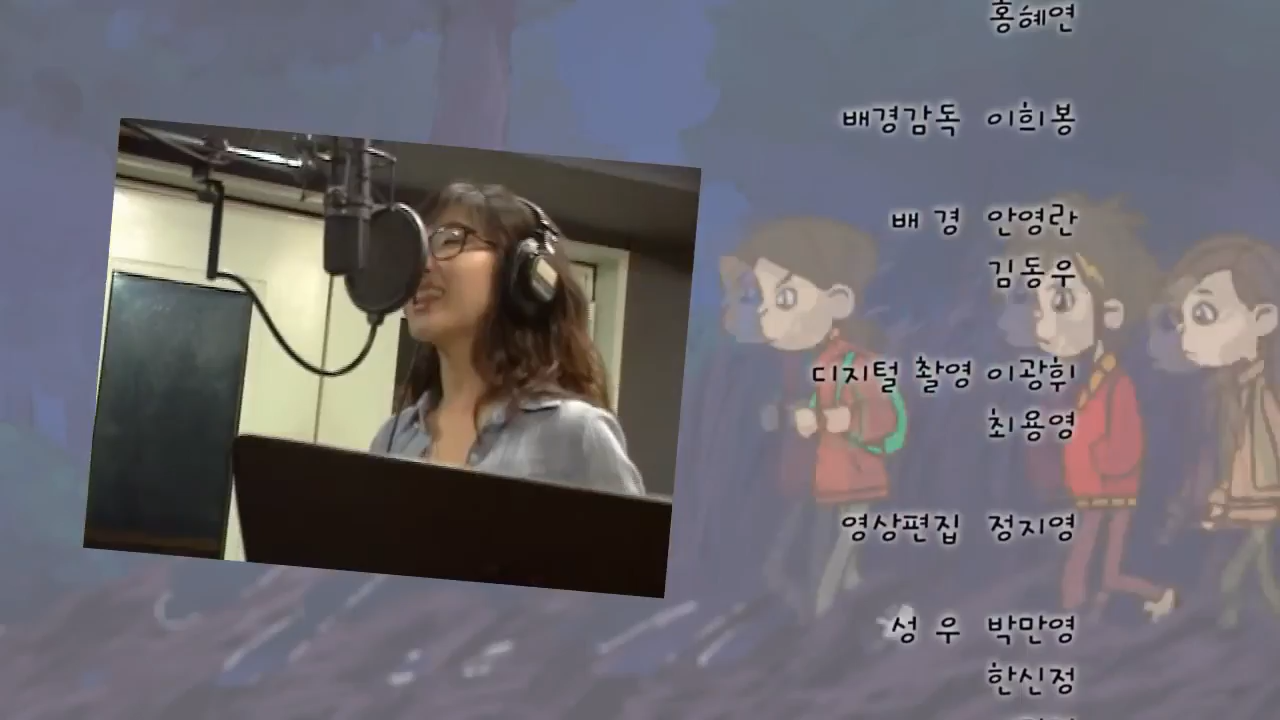 홍혜연
배경감독 이희봉
배 경 안영란
김동우
디지털 촬영 이광휘
최용영
영상편집 정지영
성 우 박만영
한신정